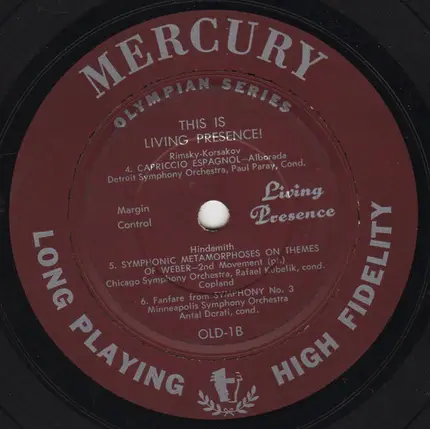 MERCURY
OLYMPIAN SERIES
THIS IS
LIVING PRESENCE!
Rimsky-Korsakov
4. CAPRICCIO ESPAGNOL—Alborada
Detroit Symphony Orchestra, Paul Paray, Cond.
Living
Presence
Margin
Control
Hindemith
5. SYMPHONIC METAMORPHOSES ON THEMES
OF WEBER—2nd Movement (pt.)
Chicago Symphony Orchestra, Rafael Kubelik, cond.
Copland
6. Fanfare from SYMPHONY No. 3
Minneapolis Symphony Orchestra
Antal Dorati, cond.
OLD-1B
LONG PLAYING
HIGH FIDELITY